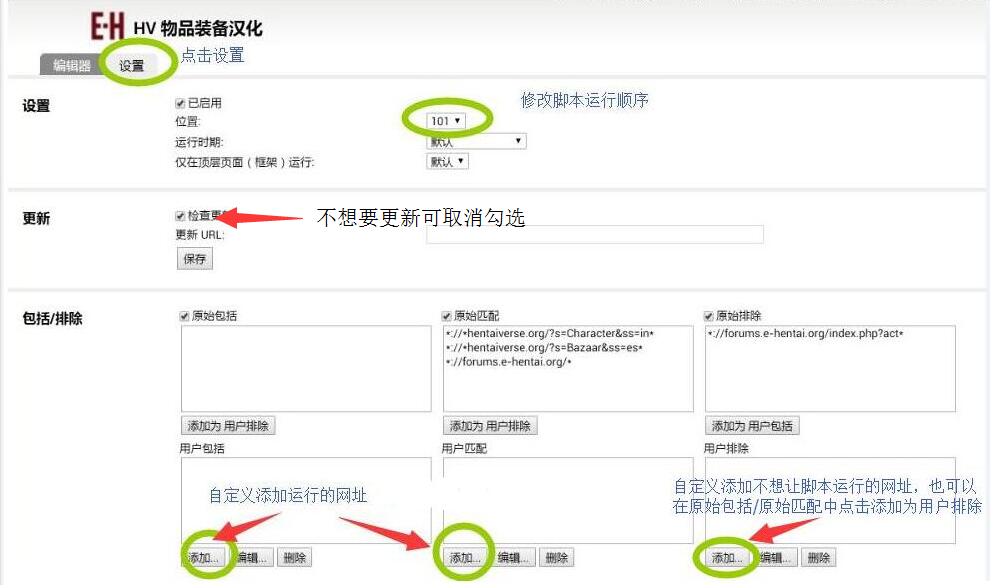 E·H HV 物品装备汉化
编辑器 设置 点击设置
设置 已启用 修改脚本运行顺序
位置: 101
运行时期: 默认
仅在顶层页面(框架)运行: 默认
更新 检查更 不想要更新可取消勾选
更新 URL:
保存
包括/排除 原始包括 原始匹配 原始排除
*://*hentaiverse.org/?s=Character&ss=in* *://forums.e-hentai.org/index.php?act*
*://*hentaiverse.org/?s=Bazaar&ss=es*
*://forums.e-hentai.org/*
添加为 用户排除 添加为 用户排除 添加为 用户包括
用户包括 用户匹配 用户排除
自定义添加运行的网址 自定义添加不想让脚本运行的网址，也可以
在原始包括/原始匹配中点击添加为用户排除
添加... 编辑... 删除 添加... 编辑... 删除 添加... 编辑... 删除